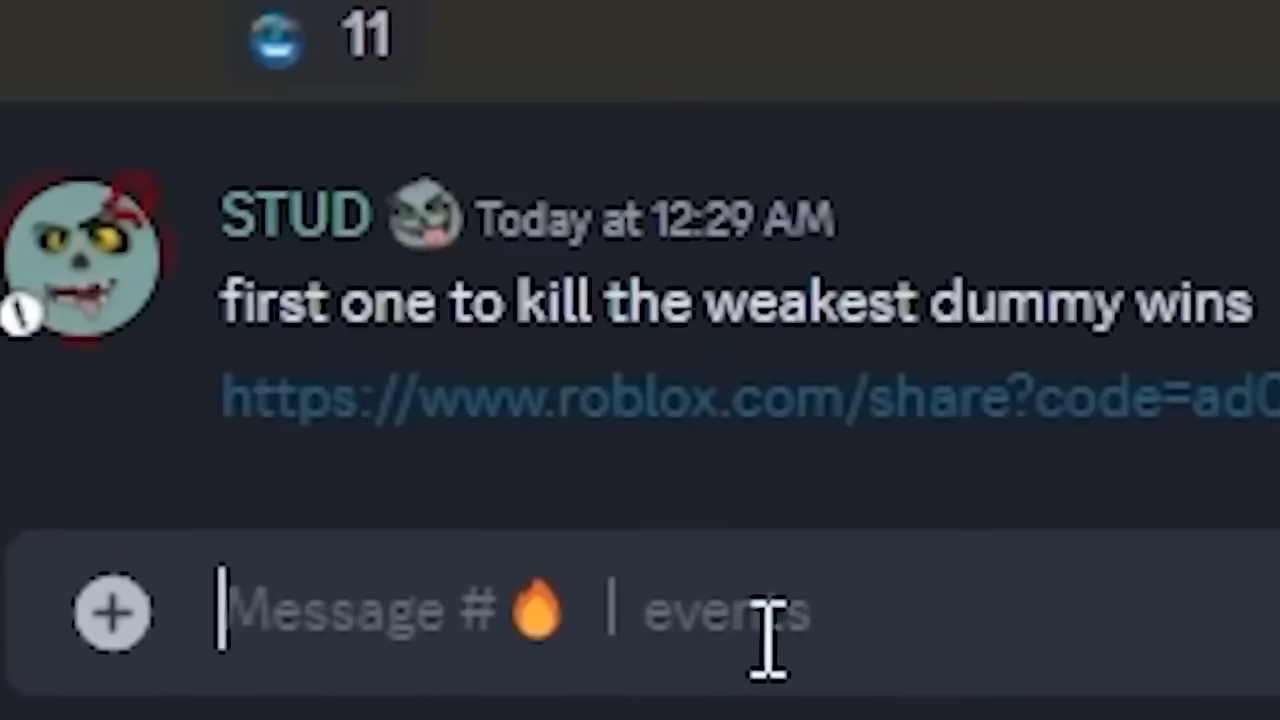 11
STUD Today at 12:29 AM
first one to kill the weakest dummy wins
https://www.roblox.com/share?code=ad
Message # 🔥 | events